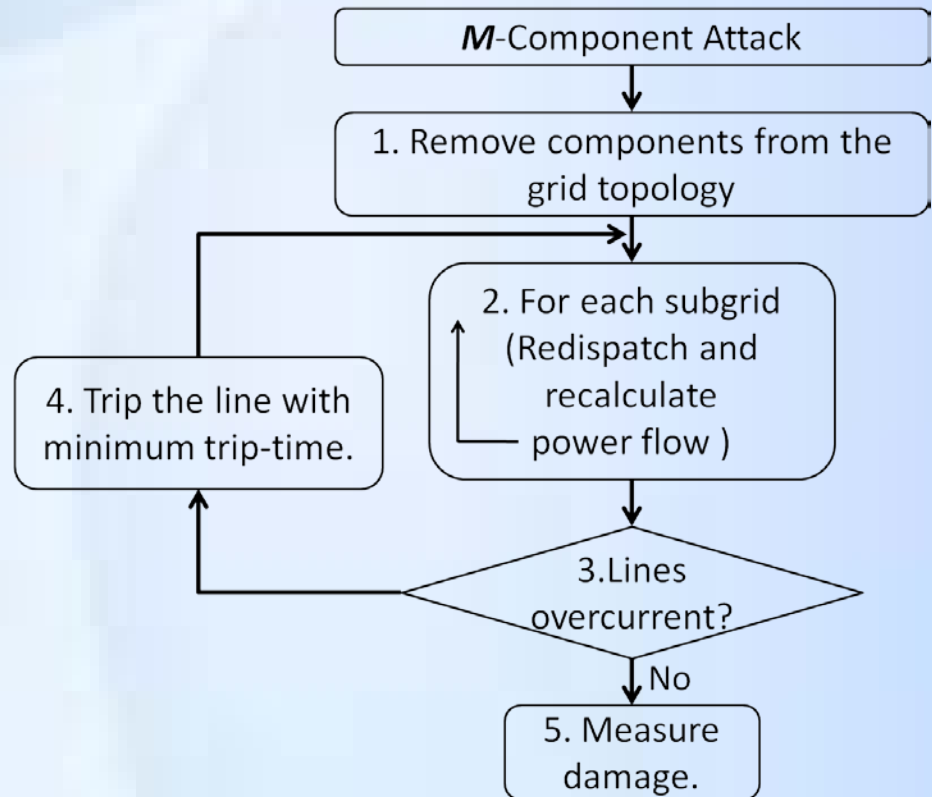 M-Component Attack
1. Remove components from the
grid topology
2. For each subgrid
(Redispatch and
recalculate
power flow )
4. Trip the line with
minimum trip-time.
3.Lines
overcurrent?
No
5. Measure
damage.